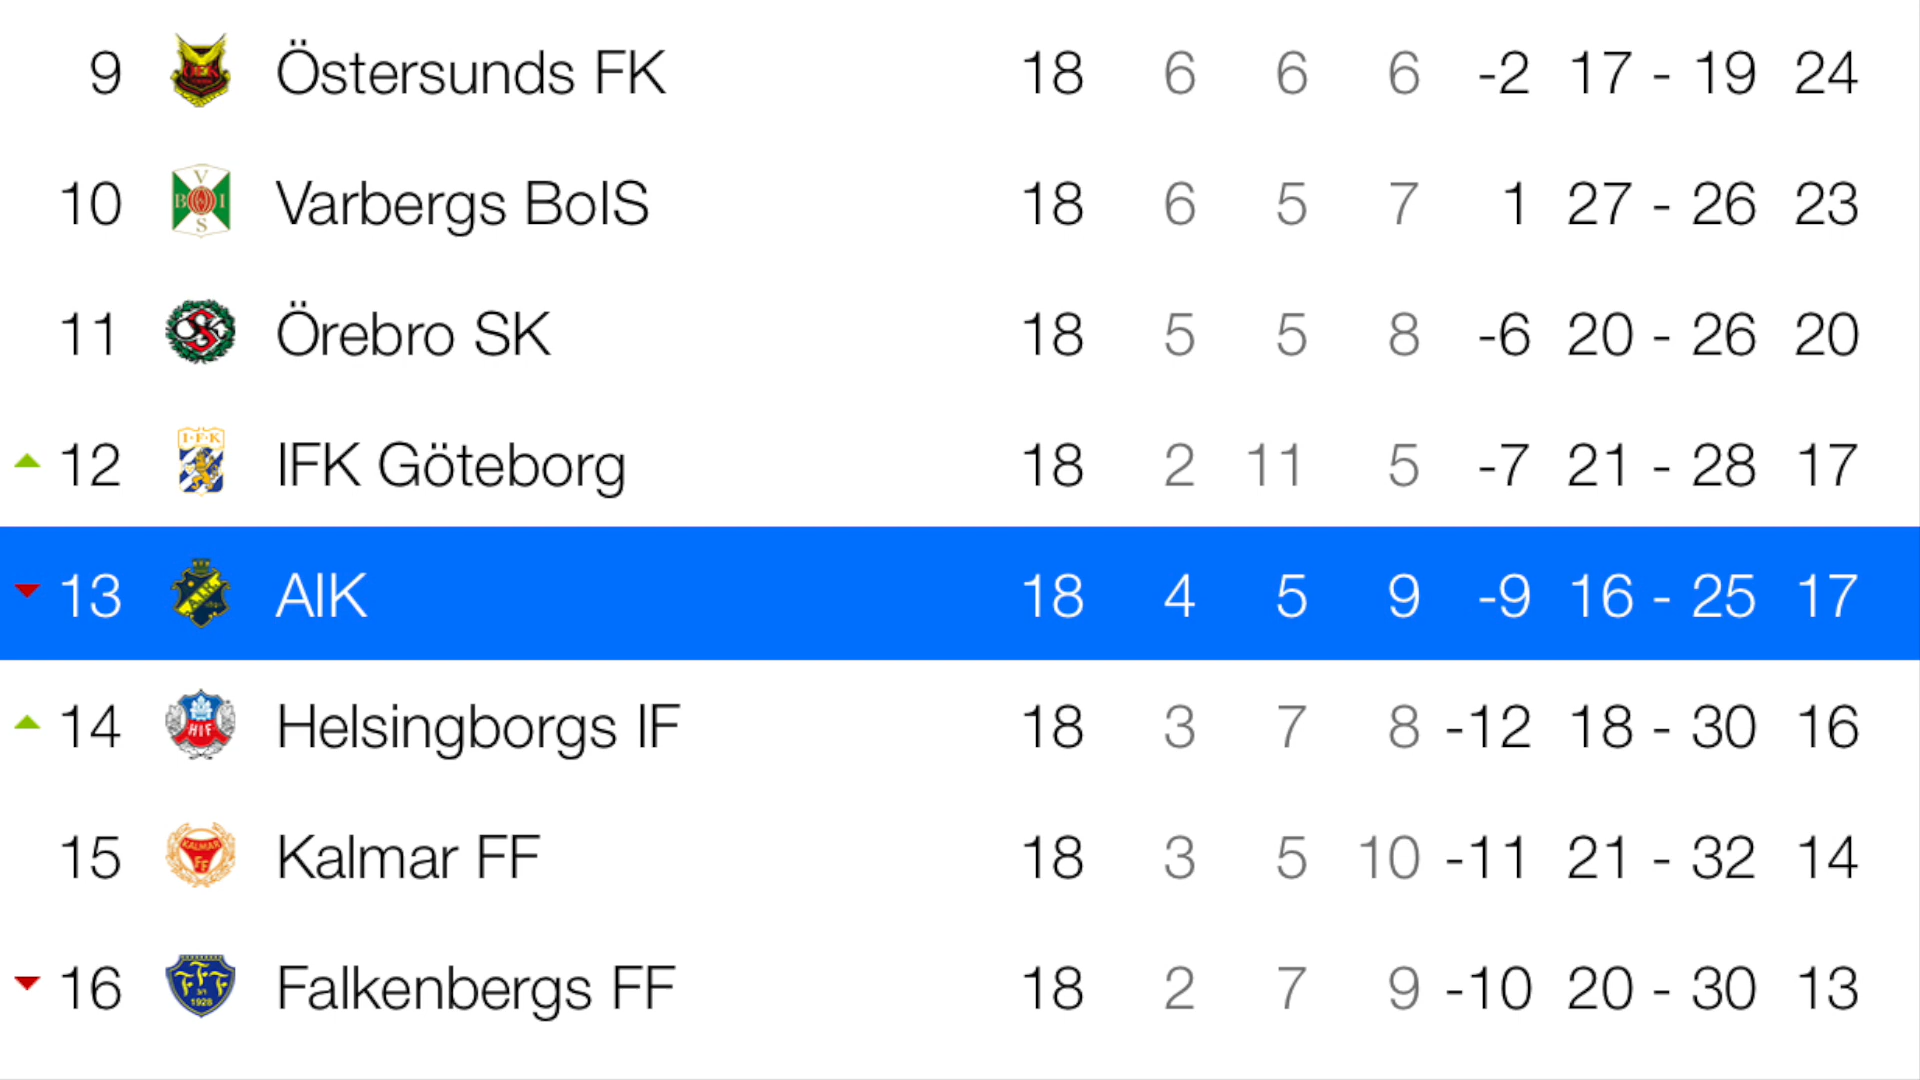 9 Östersunds FK 18 6 6 6 -2 17 - 19 24
10 Varbergs BoIS 18 6 5 7 1 27 - 26 23
11 Örebro SK 18 5 5 8 -6 20 - 26 20
12 IFK Göteborg 18 2 11 5 -7 21 - 28 17
13 AIK 18 4 5 9 -9 16 - 25 17
14 Helsingborgs IF 18 3 7 8 -12 18 - 30 16
15 Kalmar FF 18 3 5 10 -11 21 - 32 14
16 Falkenbergs FF 18 2 7 9 -10 20 - 30 13